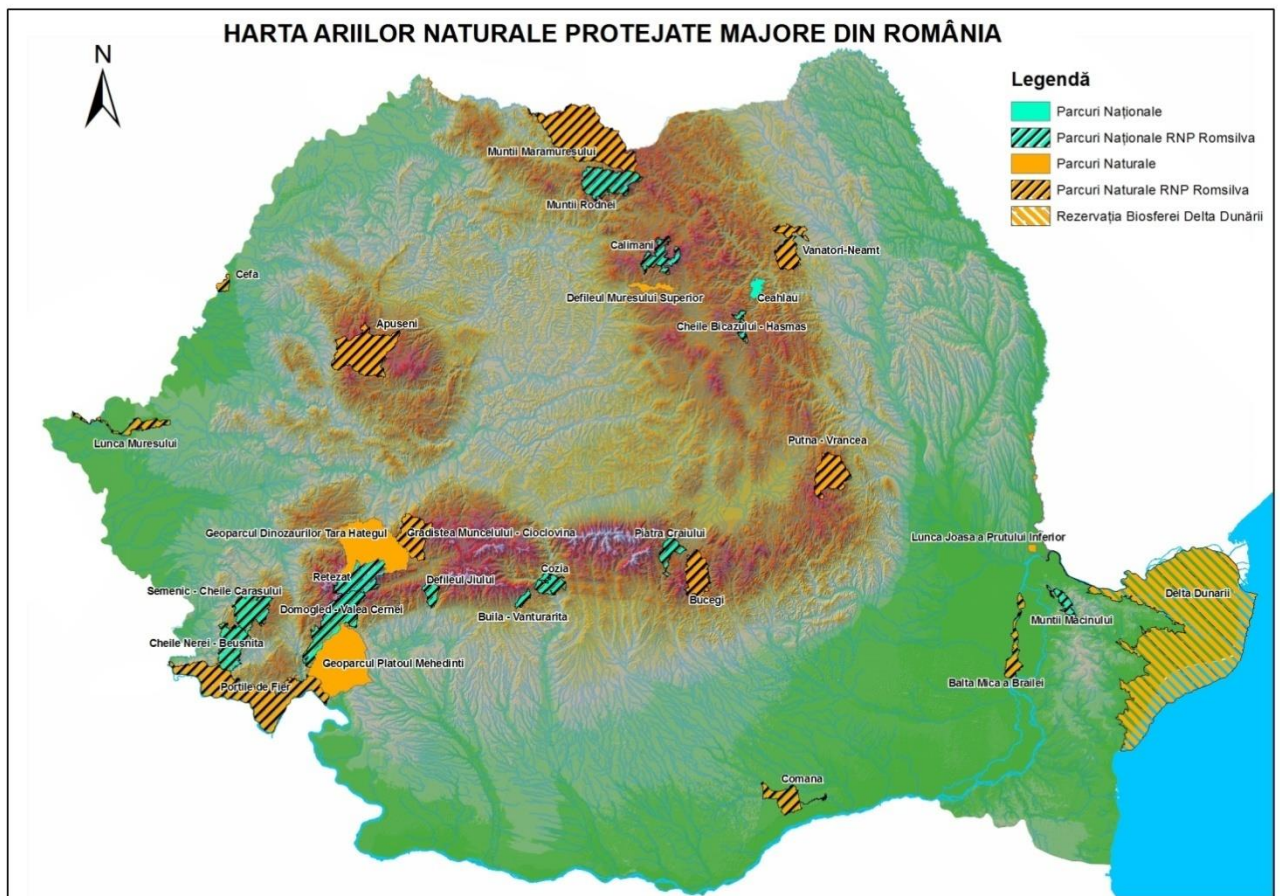 HARTA ARIILOR NATURALE PROTEJATE MAJORE DIN ROMÂNIA
N
Legendă
Parcuri Naționale
Parcuri Naționale RNP Romsilva
Parcuri Naturale
Parcuri Naturale RNP Romsilva
Rezervația Biosferei Delta Dunării
Muntii Maramuresului
Muntii Rodnei
Calimani
Vanatori-Neamt
Cefa
Defileul Muresului Superior
Ceahlau
Apuseni
Cheile Bicazului - Hasmas
Lunca Muresului
Putna - Vrancea
Geoparcul Dinozaurilor Tara Hategul
Gradistea Muncelului - Cioclovina
Piatra Craiului
Lunca Joasa a Prutului Inferior
Retezat
Defileul Jiului
Cozia
Semenic - Cheile Carasului
Bucegi
Delta Dunarii
Domogled - Valea Cernei
Buila - Vanturarita
Muntii Macinului
Cheile Nerei - Beusnita
Geoparcul Platoul Mehedinti
Portile de Fier
Balta Mica a Brailei
Comana